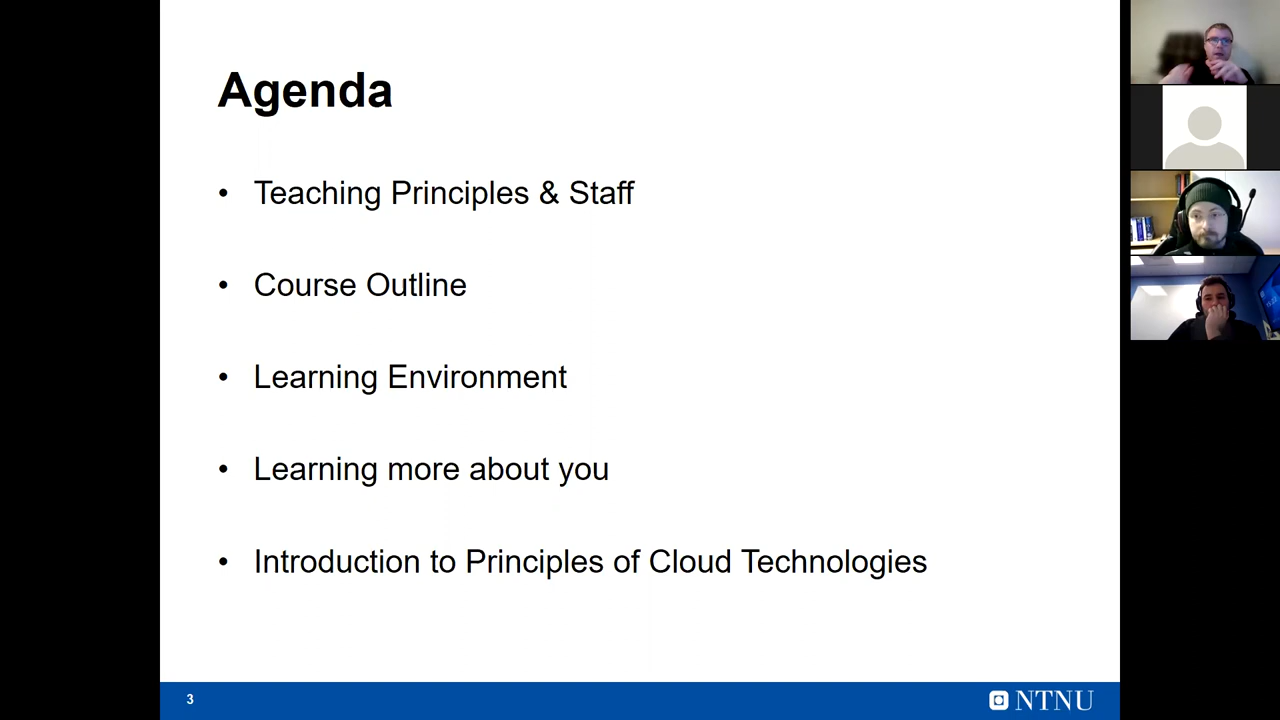 Agenda
• Teaching Principles & Staff
• Course Outline
• Learning Environment
• Learning more about you
• Introduction to Principles of Cloud Technologies
3
NTNU